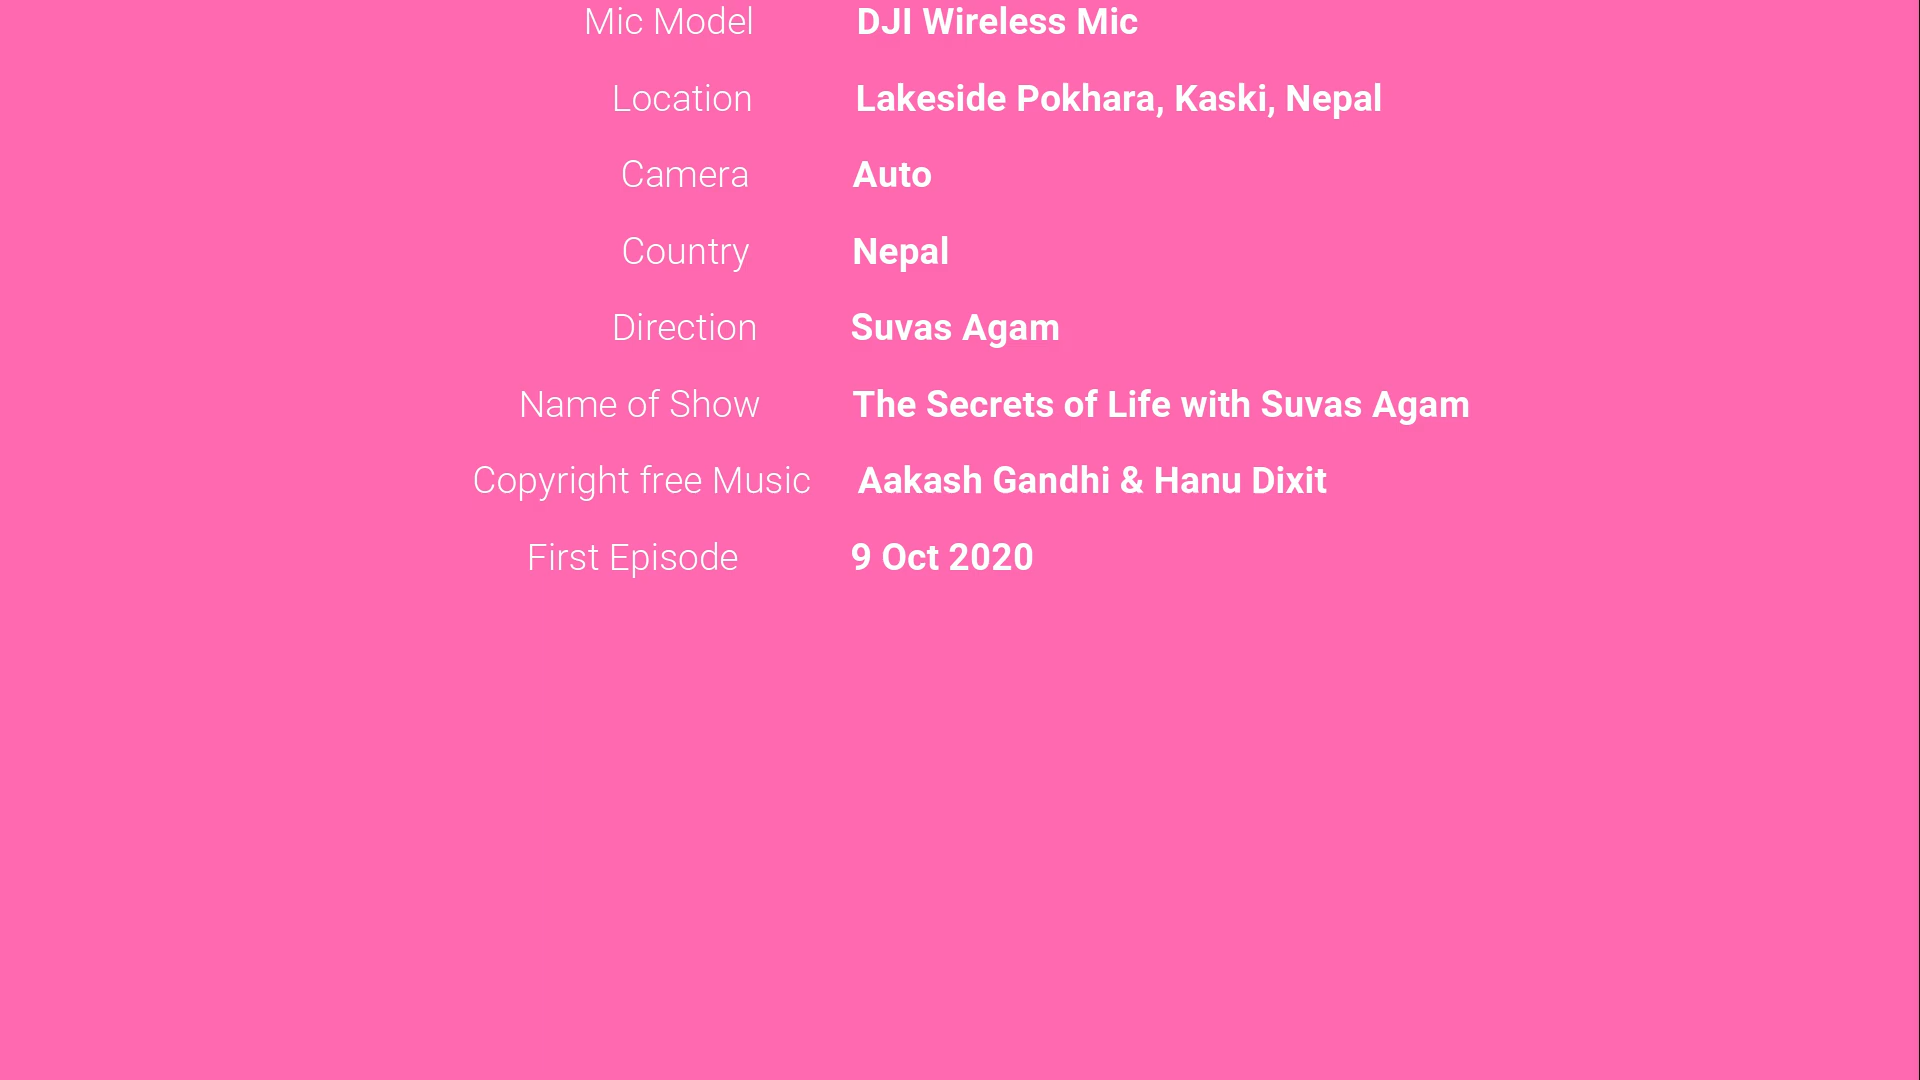 Mic Model DJI Wireless Mic
Location Lakeside Pokhara, Kaski, Nepal
Camera Auto
Country Nepal
Direction Suvas Agam
Name of Show The Secrets of Life with Suvas Agam
Copyright free Music Aakash Gandhi & Hanu Dixit
First Episode 9 Oct 2020